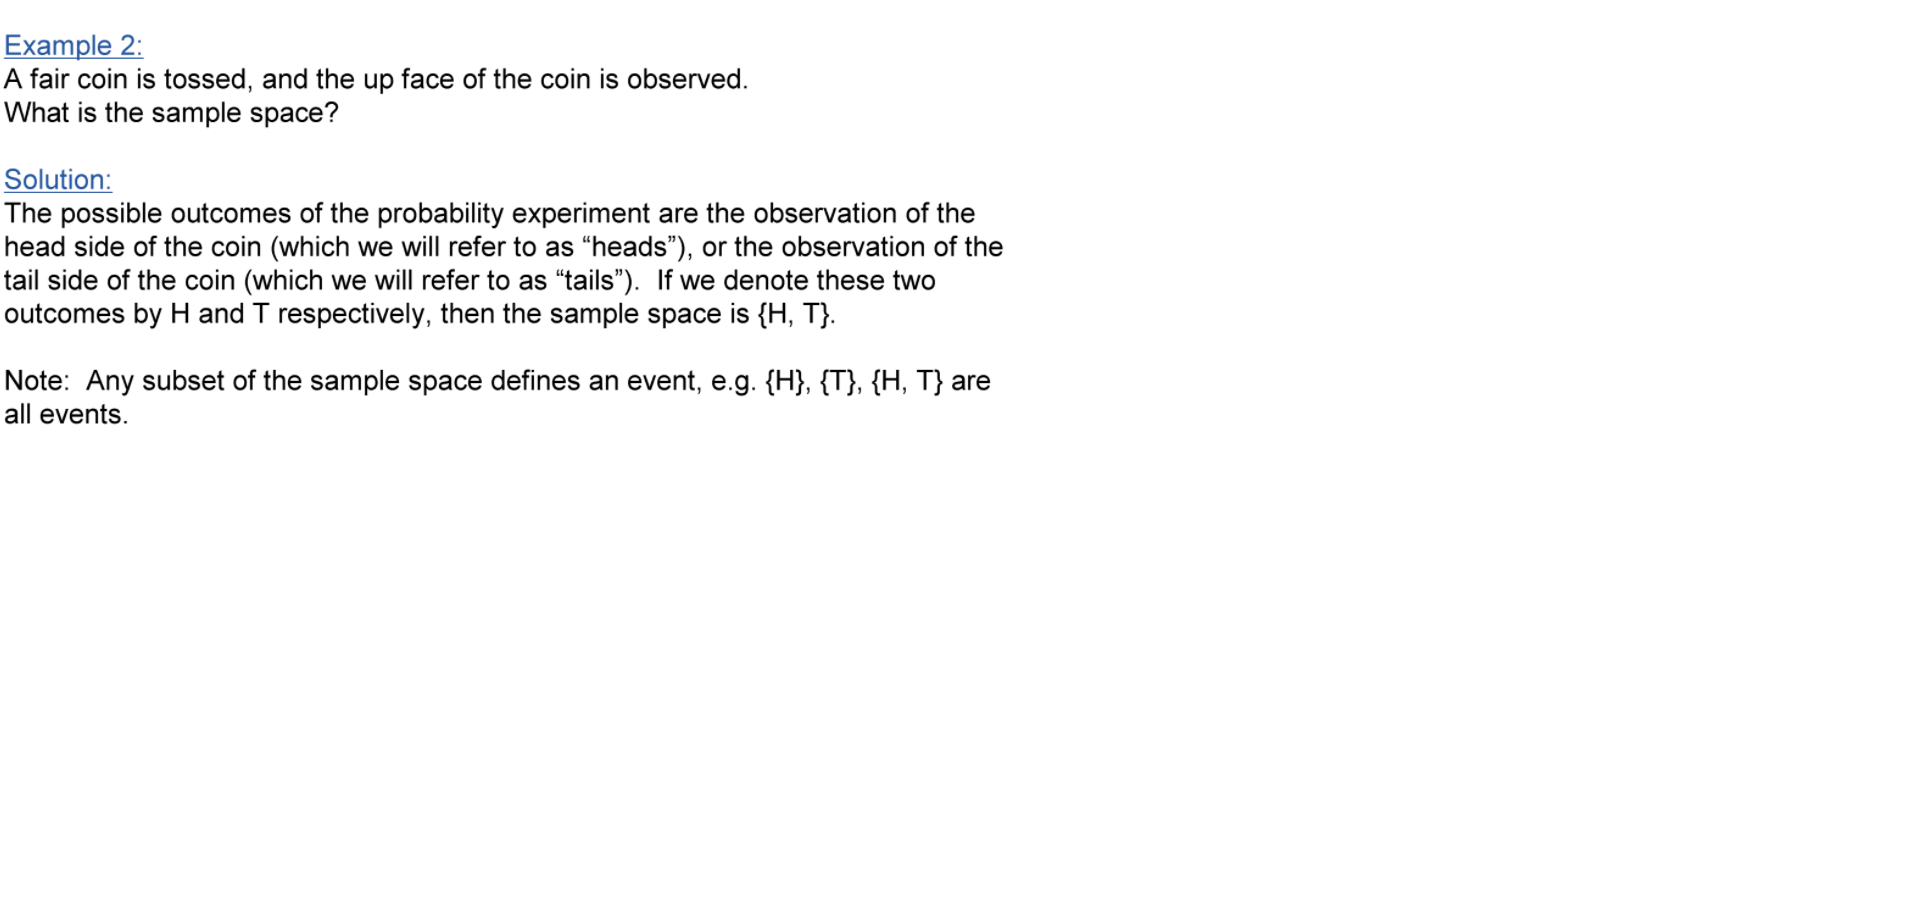 Example 2:
A fair coin is tossed, and the up face of the coin is observed.
What is the sample space?
Solution:
The possible outcomes of the probability experiment are the observation of the
head side of the coin (which we will refer to as “heads”), or the observation of the
tail side of the coin (which we will refer to as “tails”).  If we denote these two
outcomes by H and T respectively, then the sample space is {H, T}.
Note:  Any subset of the sample space defines an event, e.g. {H}, {T}, {H, T} are
all events.